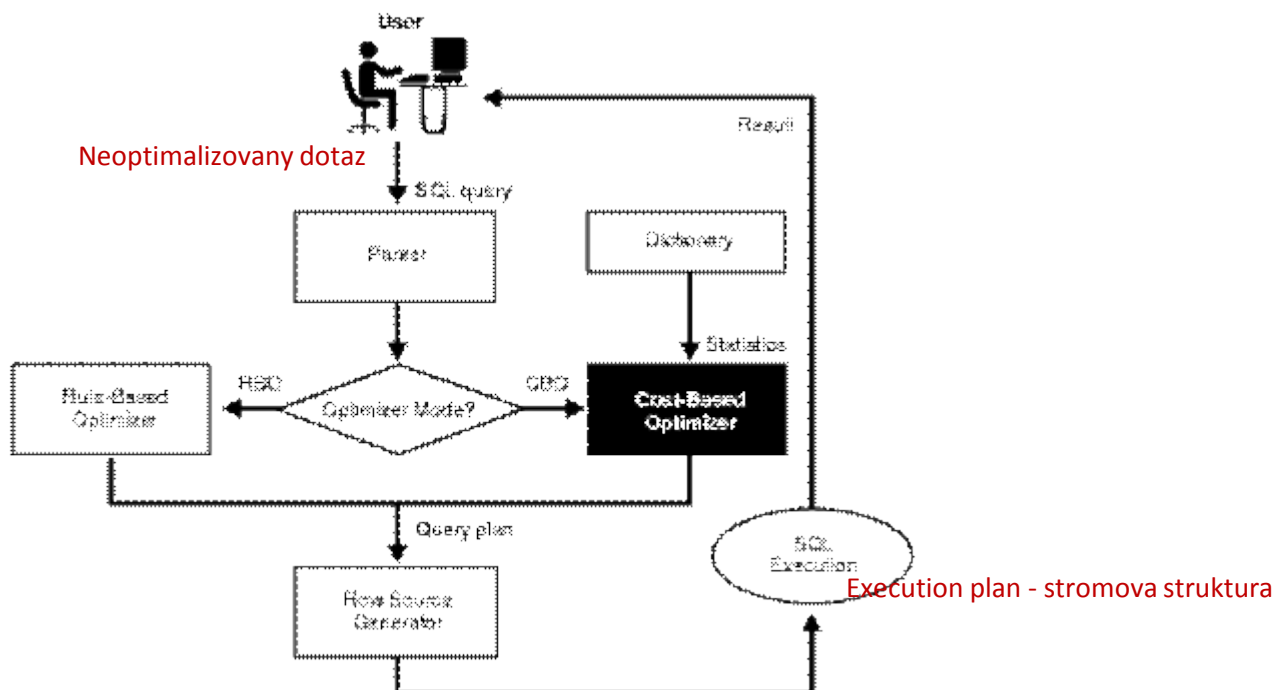 User
Result
Neoptimalizovany dotaz
SQL query
Parser
Dictionary
Statistics
RBO
CBO
Rule-Based
Optimizer
Optimizer Mode?
Cost-Based
Optimizer
Query plan
SQL
Execution
Execution plan - stromova struktura
Row Source
Generator